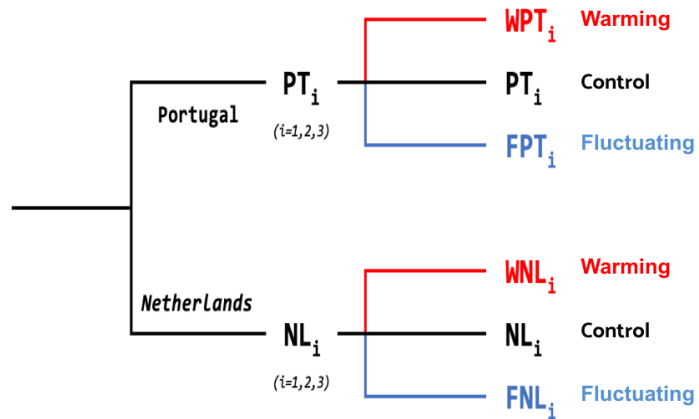 WPTi Warming
Portugal PTi PTi Control
(i=1,2,3)
FPTi Fluctuating
WNLi Warming
Netherlands
NLi NLi Control
(i=1,2,3)
FNLi Fluctuating